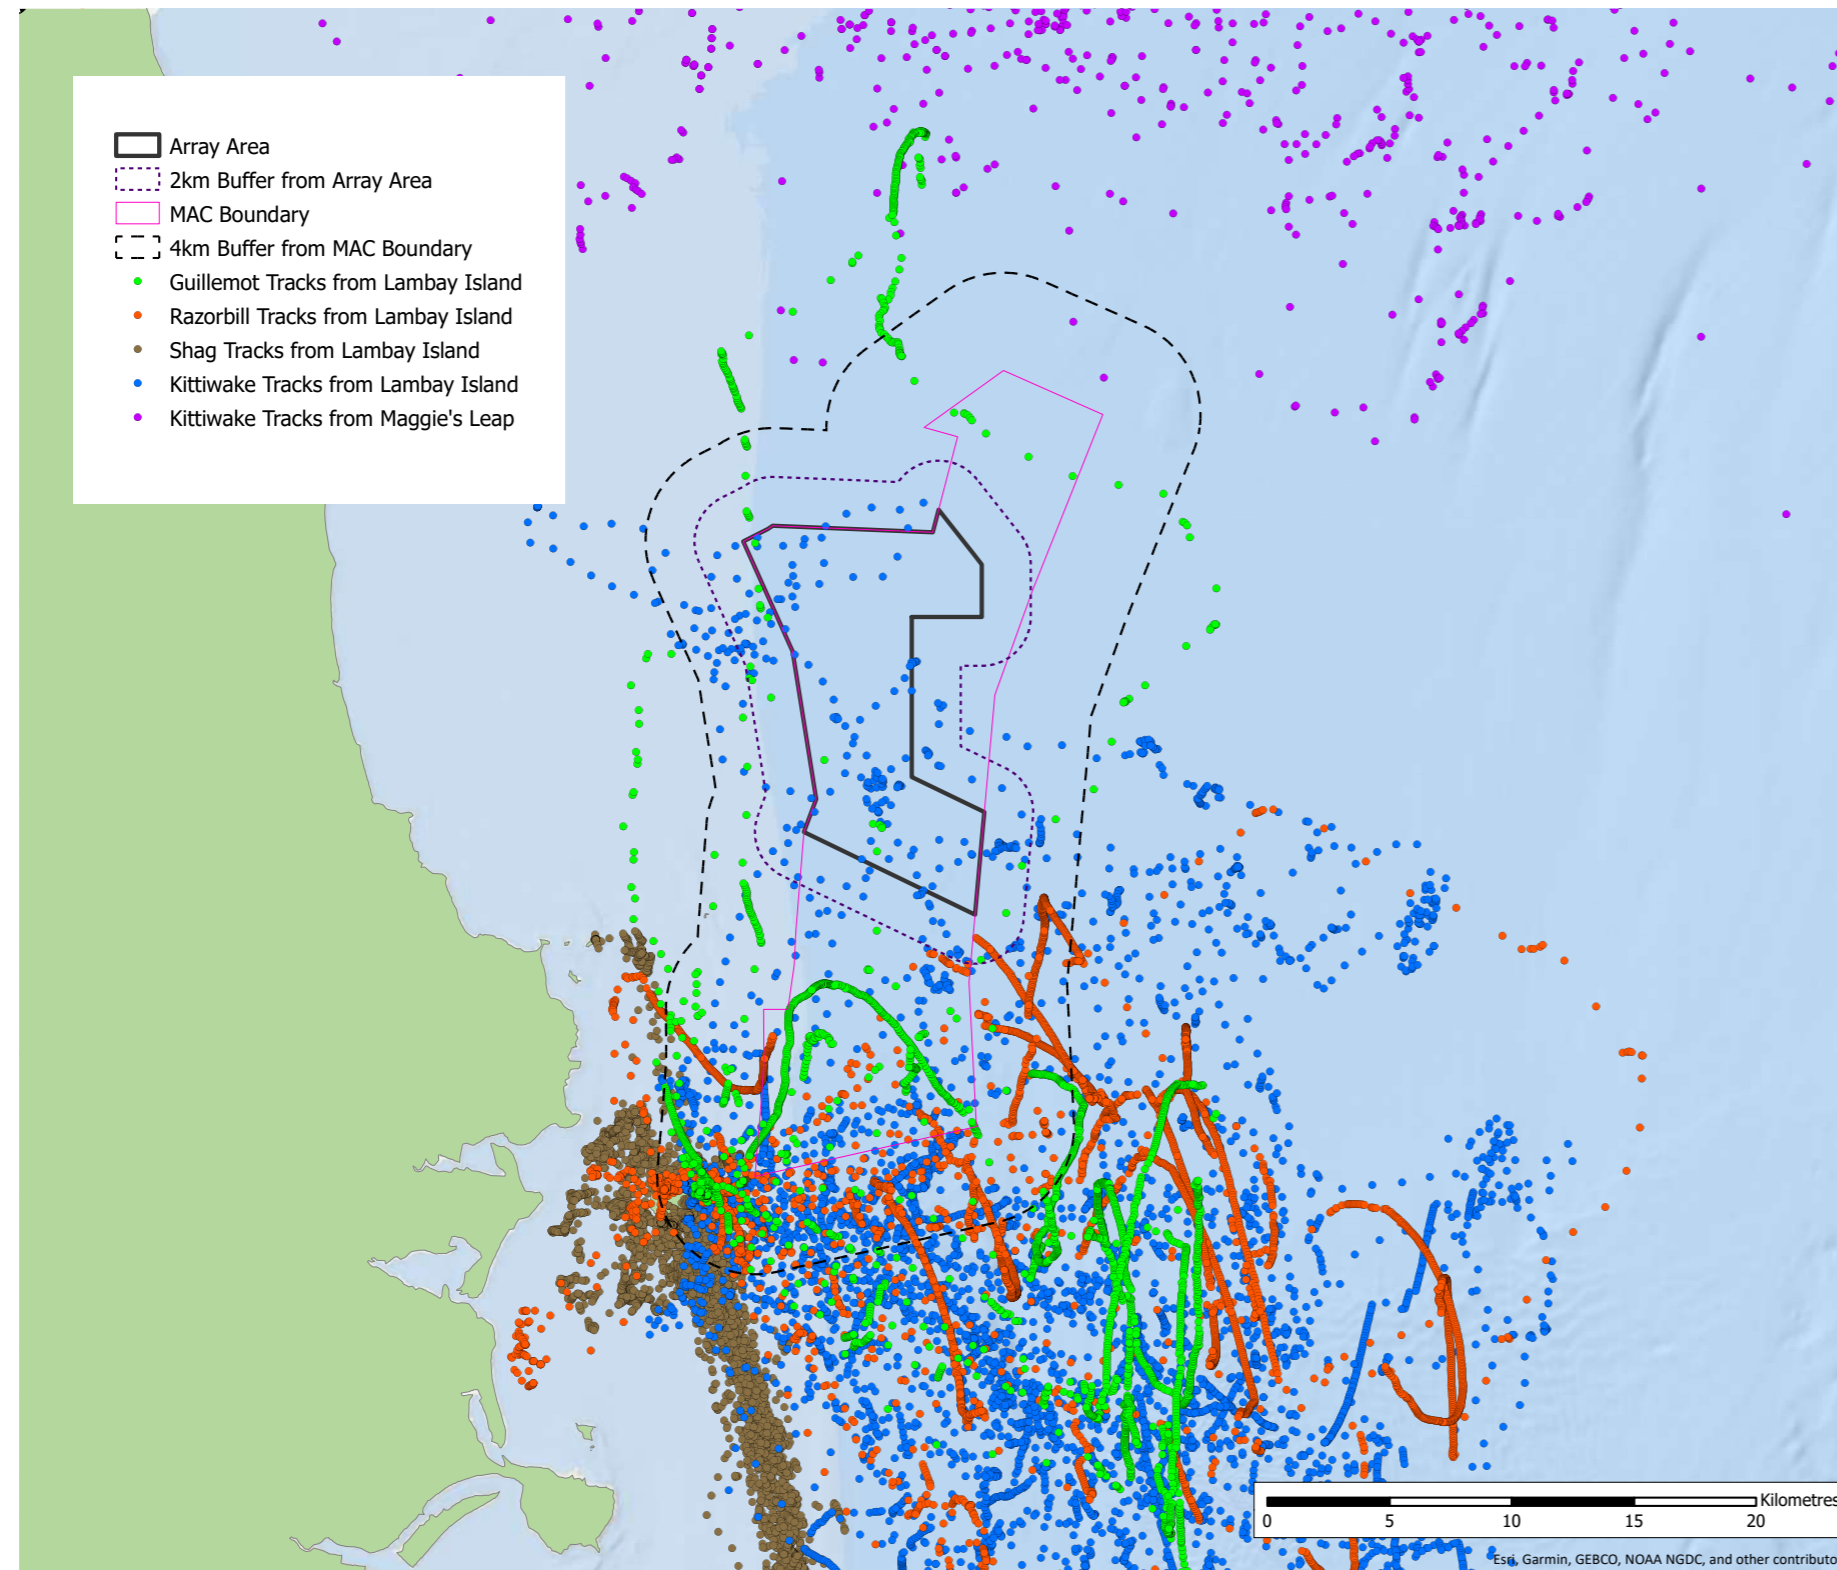 Array Area
2km Buffer from Array Area
MAC Boundary
4km Buffer from MAC Boundary
Guillemot Tracks from Lambay Island
Razorbill Tracks from Lambay Island
Shag Tracks from Lambay Island
Kittiwake Tracks from Lambay Island
Kittiwake Tracks from Maggie's Leap
Kilometres
0 5 10 15 20
Esri, Garmin, GEBCO, NOAA NGDC, and other contributo